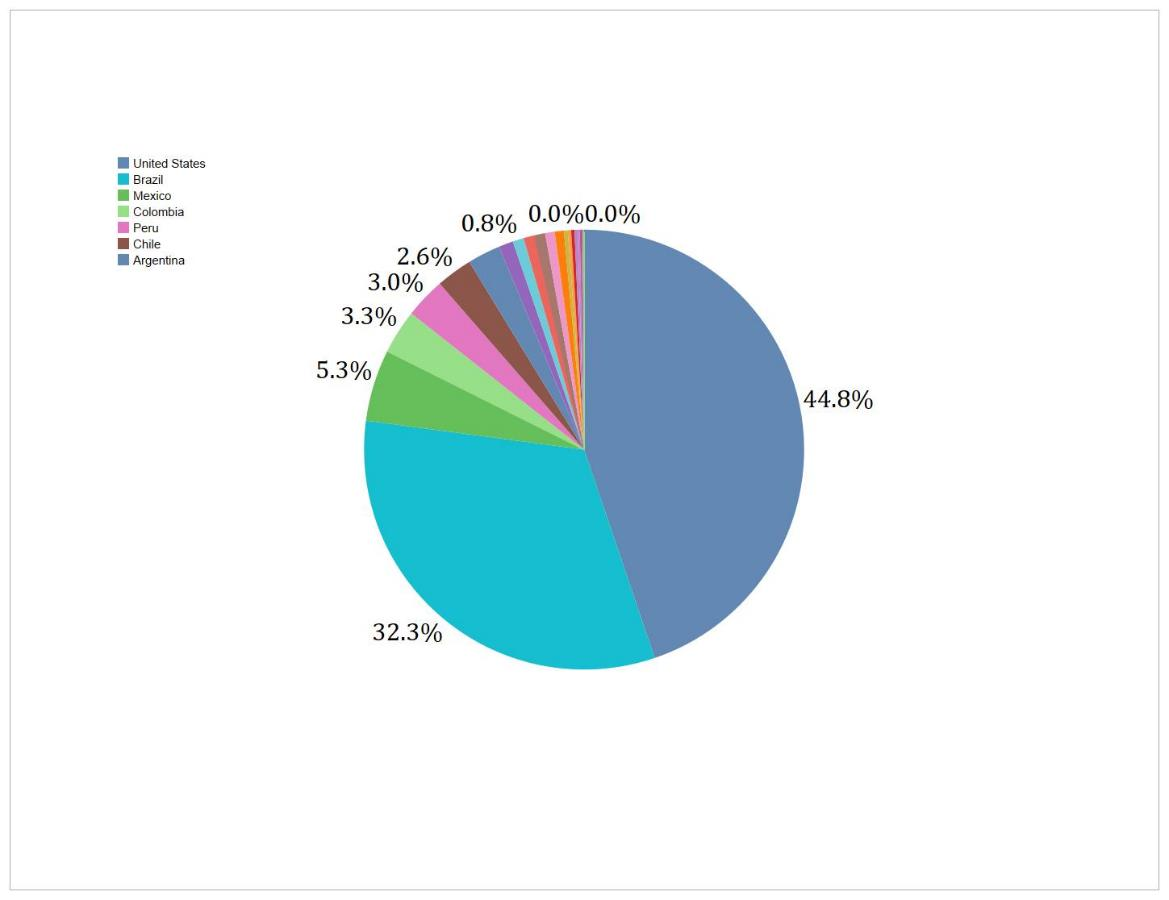 United States
Brazil
Mexico
Colombia
Peru
Chile
Argentina
0.0%0.0%
0.8%
2.6%
3.0%
3.3%
5.3%
44.8%
32.3%